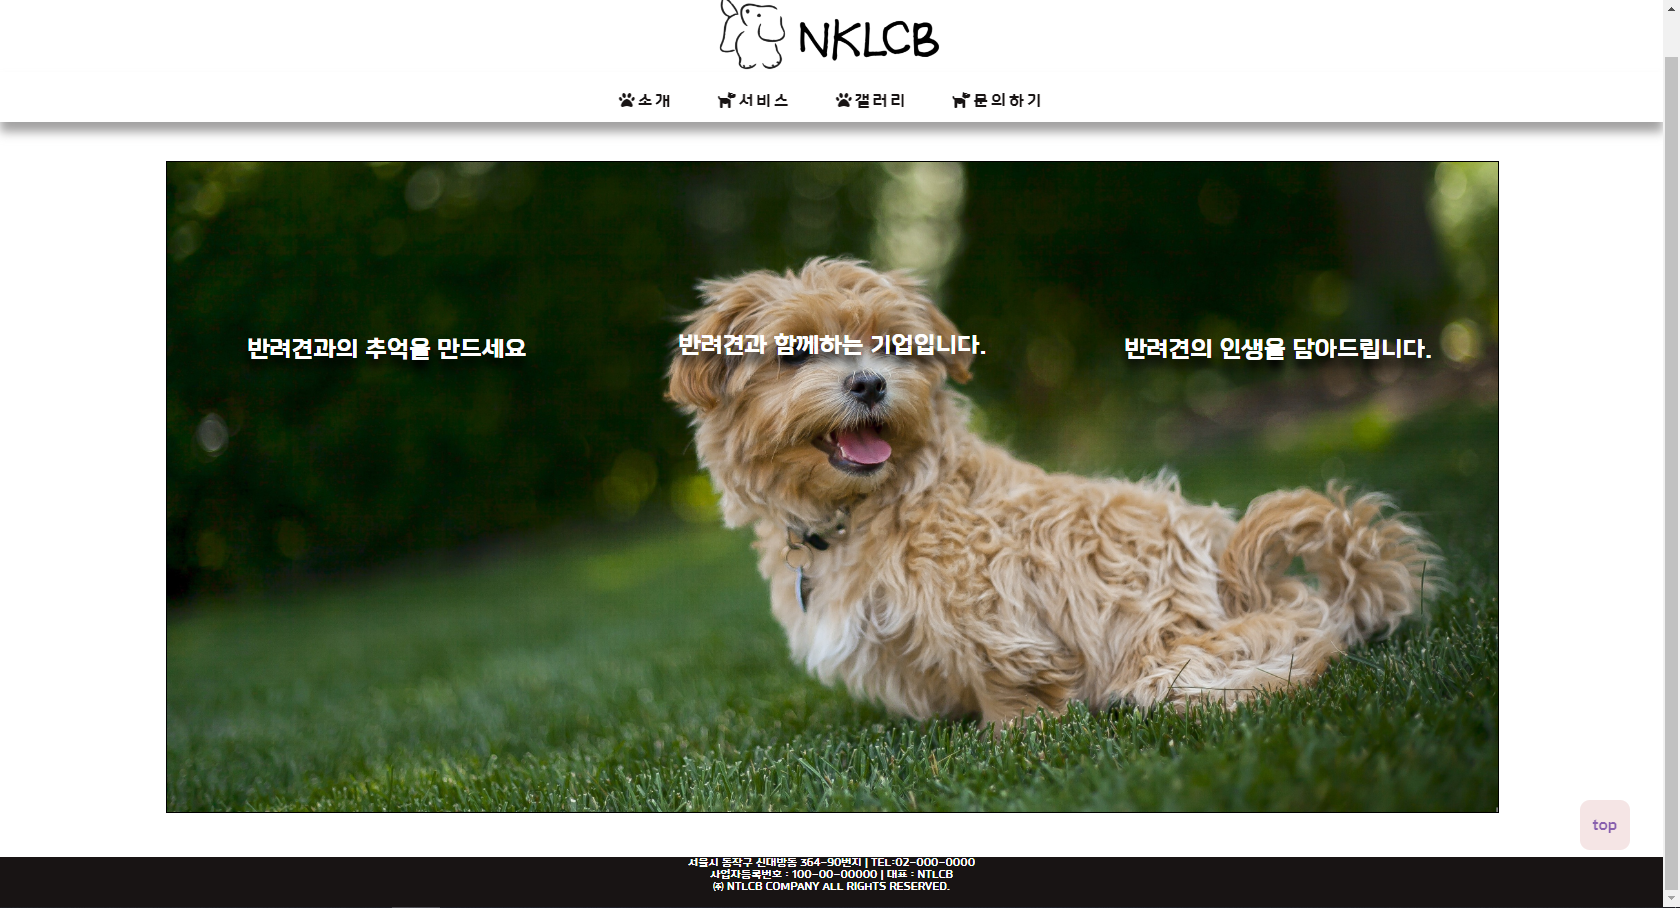 NKLCB
소개 서비스 갤러리 문의하기
반려견과의 추억을 만드세요 반려견과 함께하는 기업입니다. 반려견의 인생을 담아드립니다.
top
서울시 동작구 신대방동 364-90번지 | TEL:02-000-0000
사업자등록번호 : 100-00-00000 | 대표 : NTLCB
㈜ NTLCB COMPANY ALL RIGHTS RESERVED.